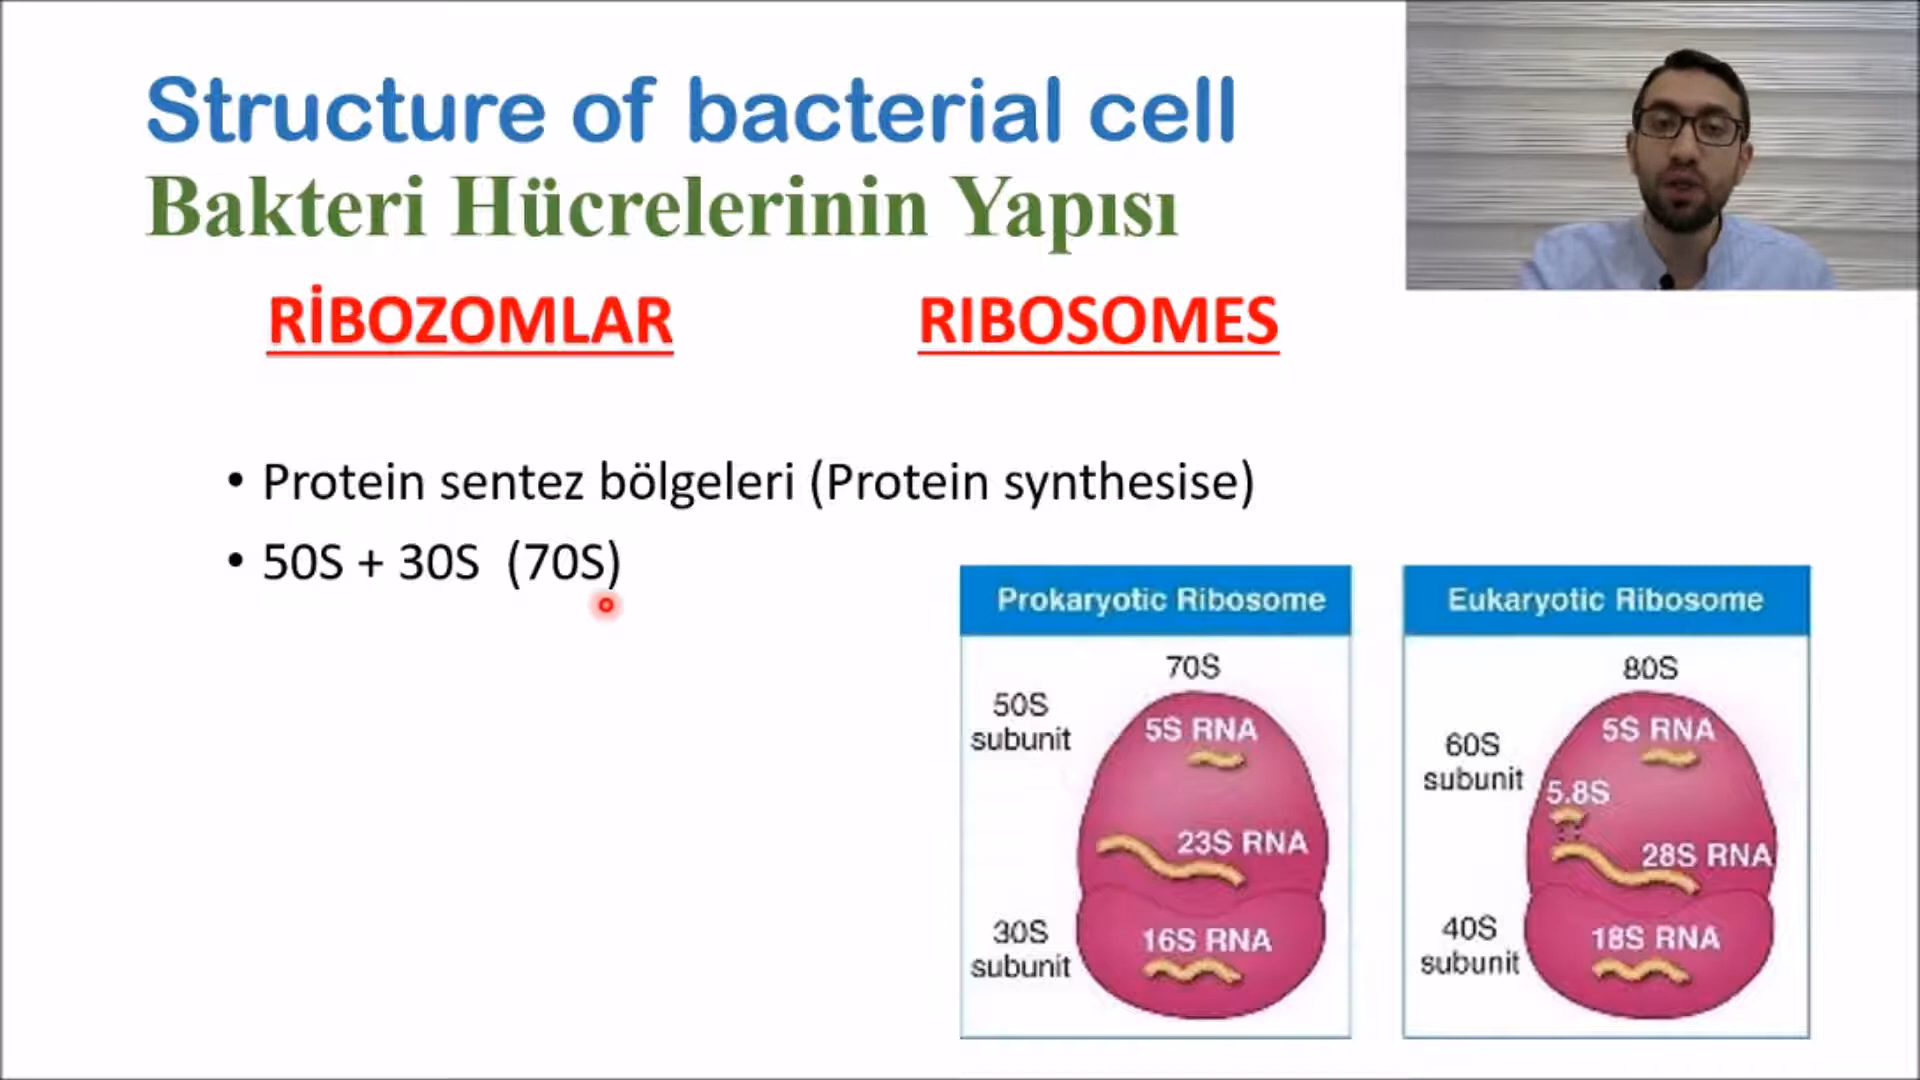 Structure of bacterial cell
Bakteri Hücrelerinin Yapısı
RİBOZOMLAR
RIBOSOMES
• Protein sentez bölgeleri (Protein synthesise)
• 50S + 30S (70S)
Prokaryotic Ribosome
70S
50S
subunit
5S RNA
23S RNA
30S
subunit
16S RNA
Eukaryotic Ribosome
80S
60S
subunit
5S RNA
5.8S
28S RNA
40S
subunit
18S RNA